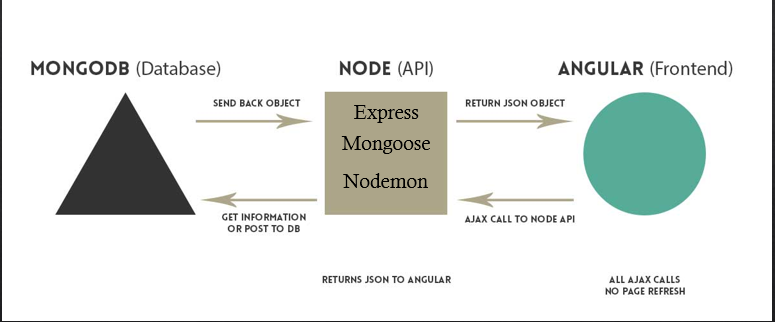 MONGODB (Database)
NODE (API)
ANGULAR (Frontend)
SEND BACK OBJECT
Express
Mongoose
Nodemon
RETURN JSON OBJECT
GET INFORMATION
OR POST TO DB
AJAX CALL TO NODE API
RETURNS JSON TO ANGULAR
ALL AJAX CALLS
NO PAGE REFRESH